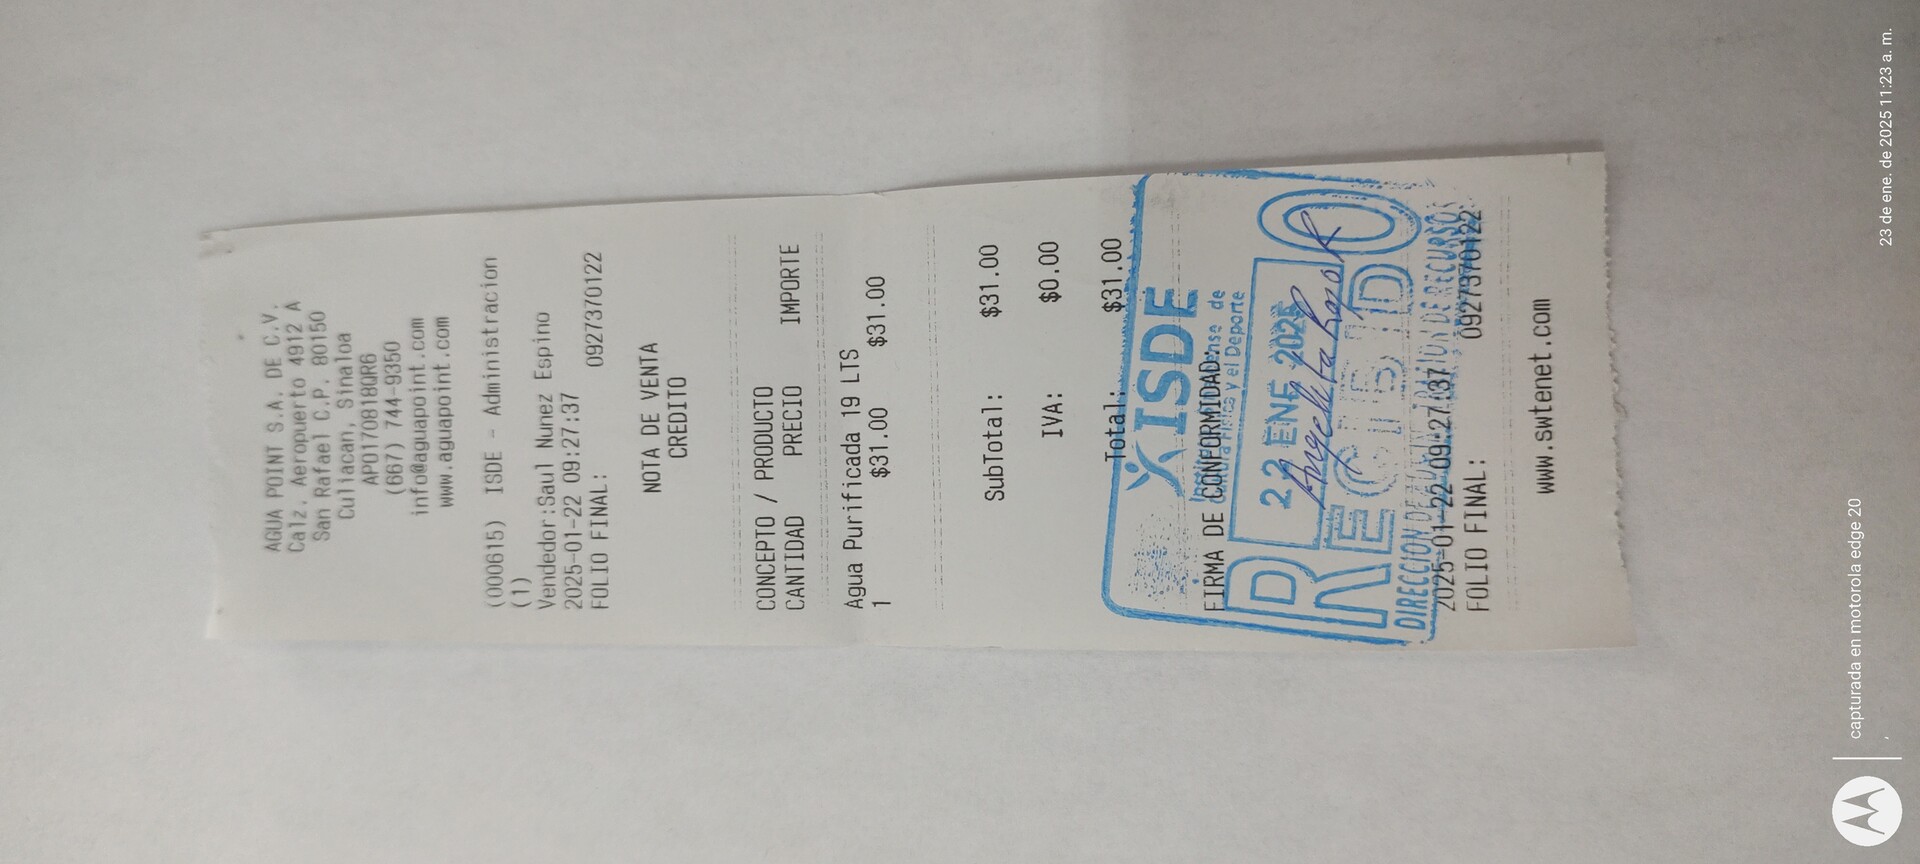 AGUA POINT S.A. DE C.V.
Calz. Aeropuerto 4912 A
San Rafael C.P. 80150
Culiacan, Sinaloa
APO170818QR6
(667) 744-9350
info@aguapoint.com
www.aguapoint.com
(000615) ISDE - Administracion
(1)
Vendedor:Saul Nunez Espino
2025-01-22 09:27:37
FOLIO FINAL: 0927370122
NOTA DE VENTA
CREDITO
CONCEPTO / PRODUCTO
CANTIDAD PRECIO IMPORTE
Agua Purificada 19 LTS
1 $31.00 $31.00
SubTotal: $31.00
IVA: $0.00
Total: $31.00
ISDE
Cultura Física y el Deporte
FIRMA DE CONFORMIDAD:
22 ENE 2025
RECIBIDO
DIRECCION DE ADMINISTRACION DE RECURSOS
2025-01-22 09:27:37
FOLIO FINAL: 0927370122
www.swtenet.com
capturada en motorola edge 20
23 de ene. de 2025 11:23 a. m.